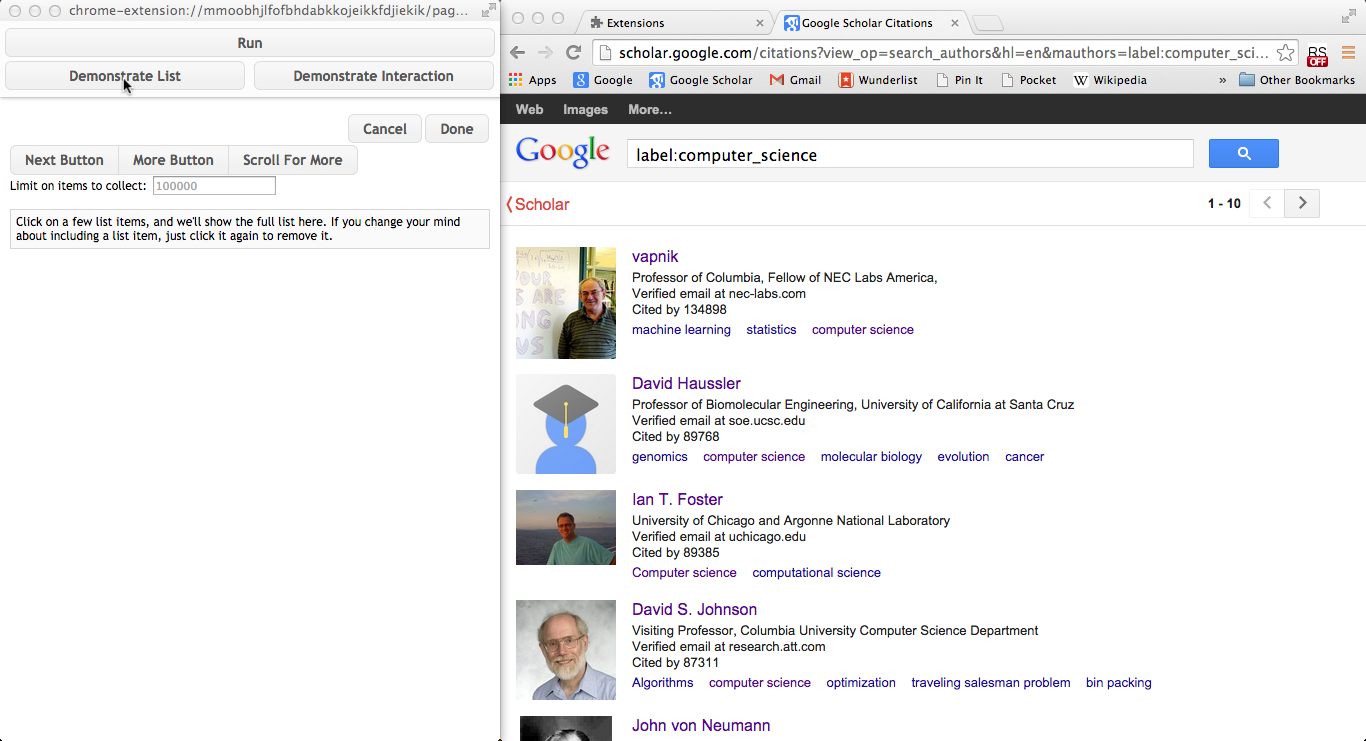 chrome-extension://mmoobhjlfofbhdabkkojeikkfdjiekik/pag...
Run
Demonstrate List Demonstrate Interaction
Cancel Done
Next Button More Button Scroll For More
Limit on items to collect: 100000
Click on a few list items, and we'll show the full list here. If you change your mind
about including a list item, just click it again to remove it.
Extensions Google Scholar Citations
scholar.google.com/citations?view_op=search_authors&hl=en&mauthors=label:computer_sci...
RS
OFF
Apps Google Google Scholar Gmail Wunderlist Pin It Pocket Wikipedia » Other Bookmarks
Web Images More...
Google label:computer_science
Scholar 1 - 10
YOUR
S ARE
ONG
US
vapnik
Professor of Columbia, Fellow of NEC Labs America,
Verified email at nec-labs.com
Cited by 134898
machine learning statistics computer science
David Haussler
Professor of Biomolecular Engineering, University of California at Santa Cruz
Verified email at soe.ucsc.edu
Cited by 89768
genomics computer science molecular biology evolution cancer
Ian T. Foster
University of Chicago and Argonne National Laboratory
Verified email at uchicago.edu
Cited by 89385
Computer science computational science
David S. Johnson
Visiting Professor, Columbia University Computer Science Department
Verified email at research.att.com
Cited by 87311
Algorithms computer science optimization traveling salesman problem bin packing
John von Neumann